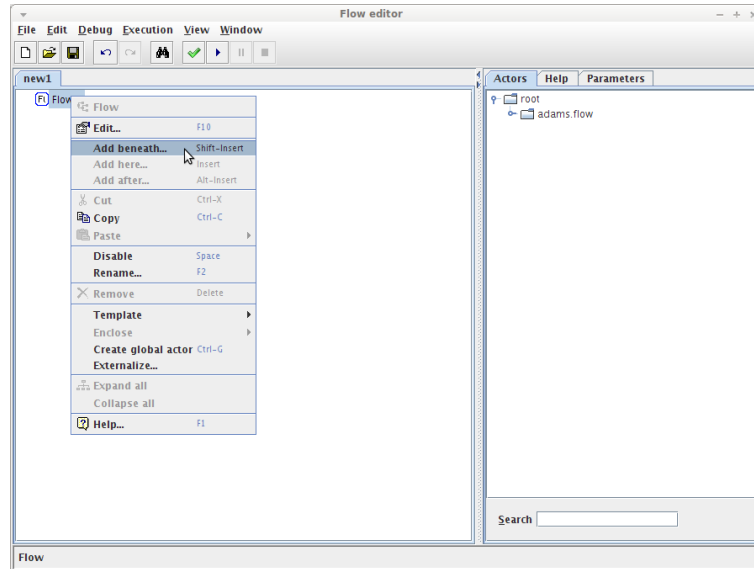 Flow editor
File Edit Debug Execution View Window
new1
Flow
Flow
Edit... F10
Add beneath... Shift-Insert
Add here... Insert
Add after... Alt-Insert
Cut Ctrl-X
Copy Ctrl-C
Paste
Disable Space
Rename... F2
Remove Delete
Template
Enclose
Create global actor Ctrl-G
Externalize...
Expand all
Collapse all
Help... F1
Actors Help Parameters
root
adams.flow
Search
Flow